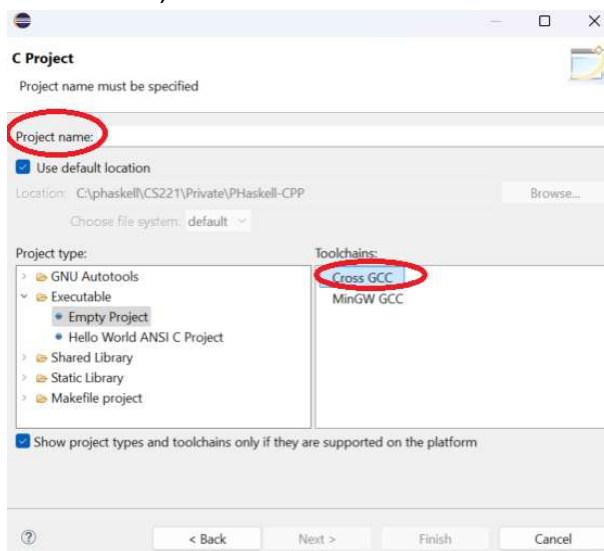 C Project
Project name must be specified
Project name:
Use default location
Location: C:\phaskell\CS221\Private\PHaskell-CPP Browse...
Choose file system: default
Project type: Toolchains:
GNU Autotools Cross GCC
Executable MinGW GCC
Empty Project
Hello World ANSI C Project
Shared Library
Static Library
Makefile project
Show project types and toolchains only if they are supported on the platform
? < Back Next > Finish Cancel